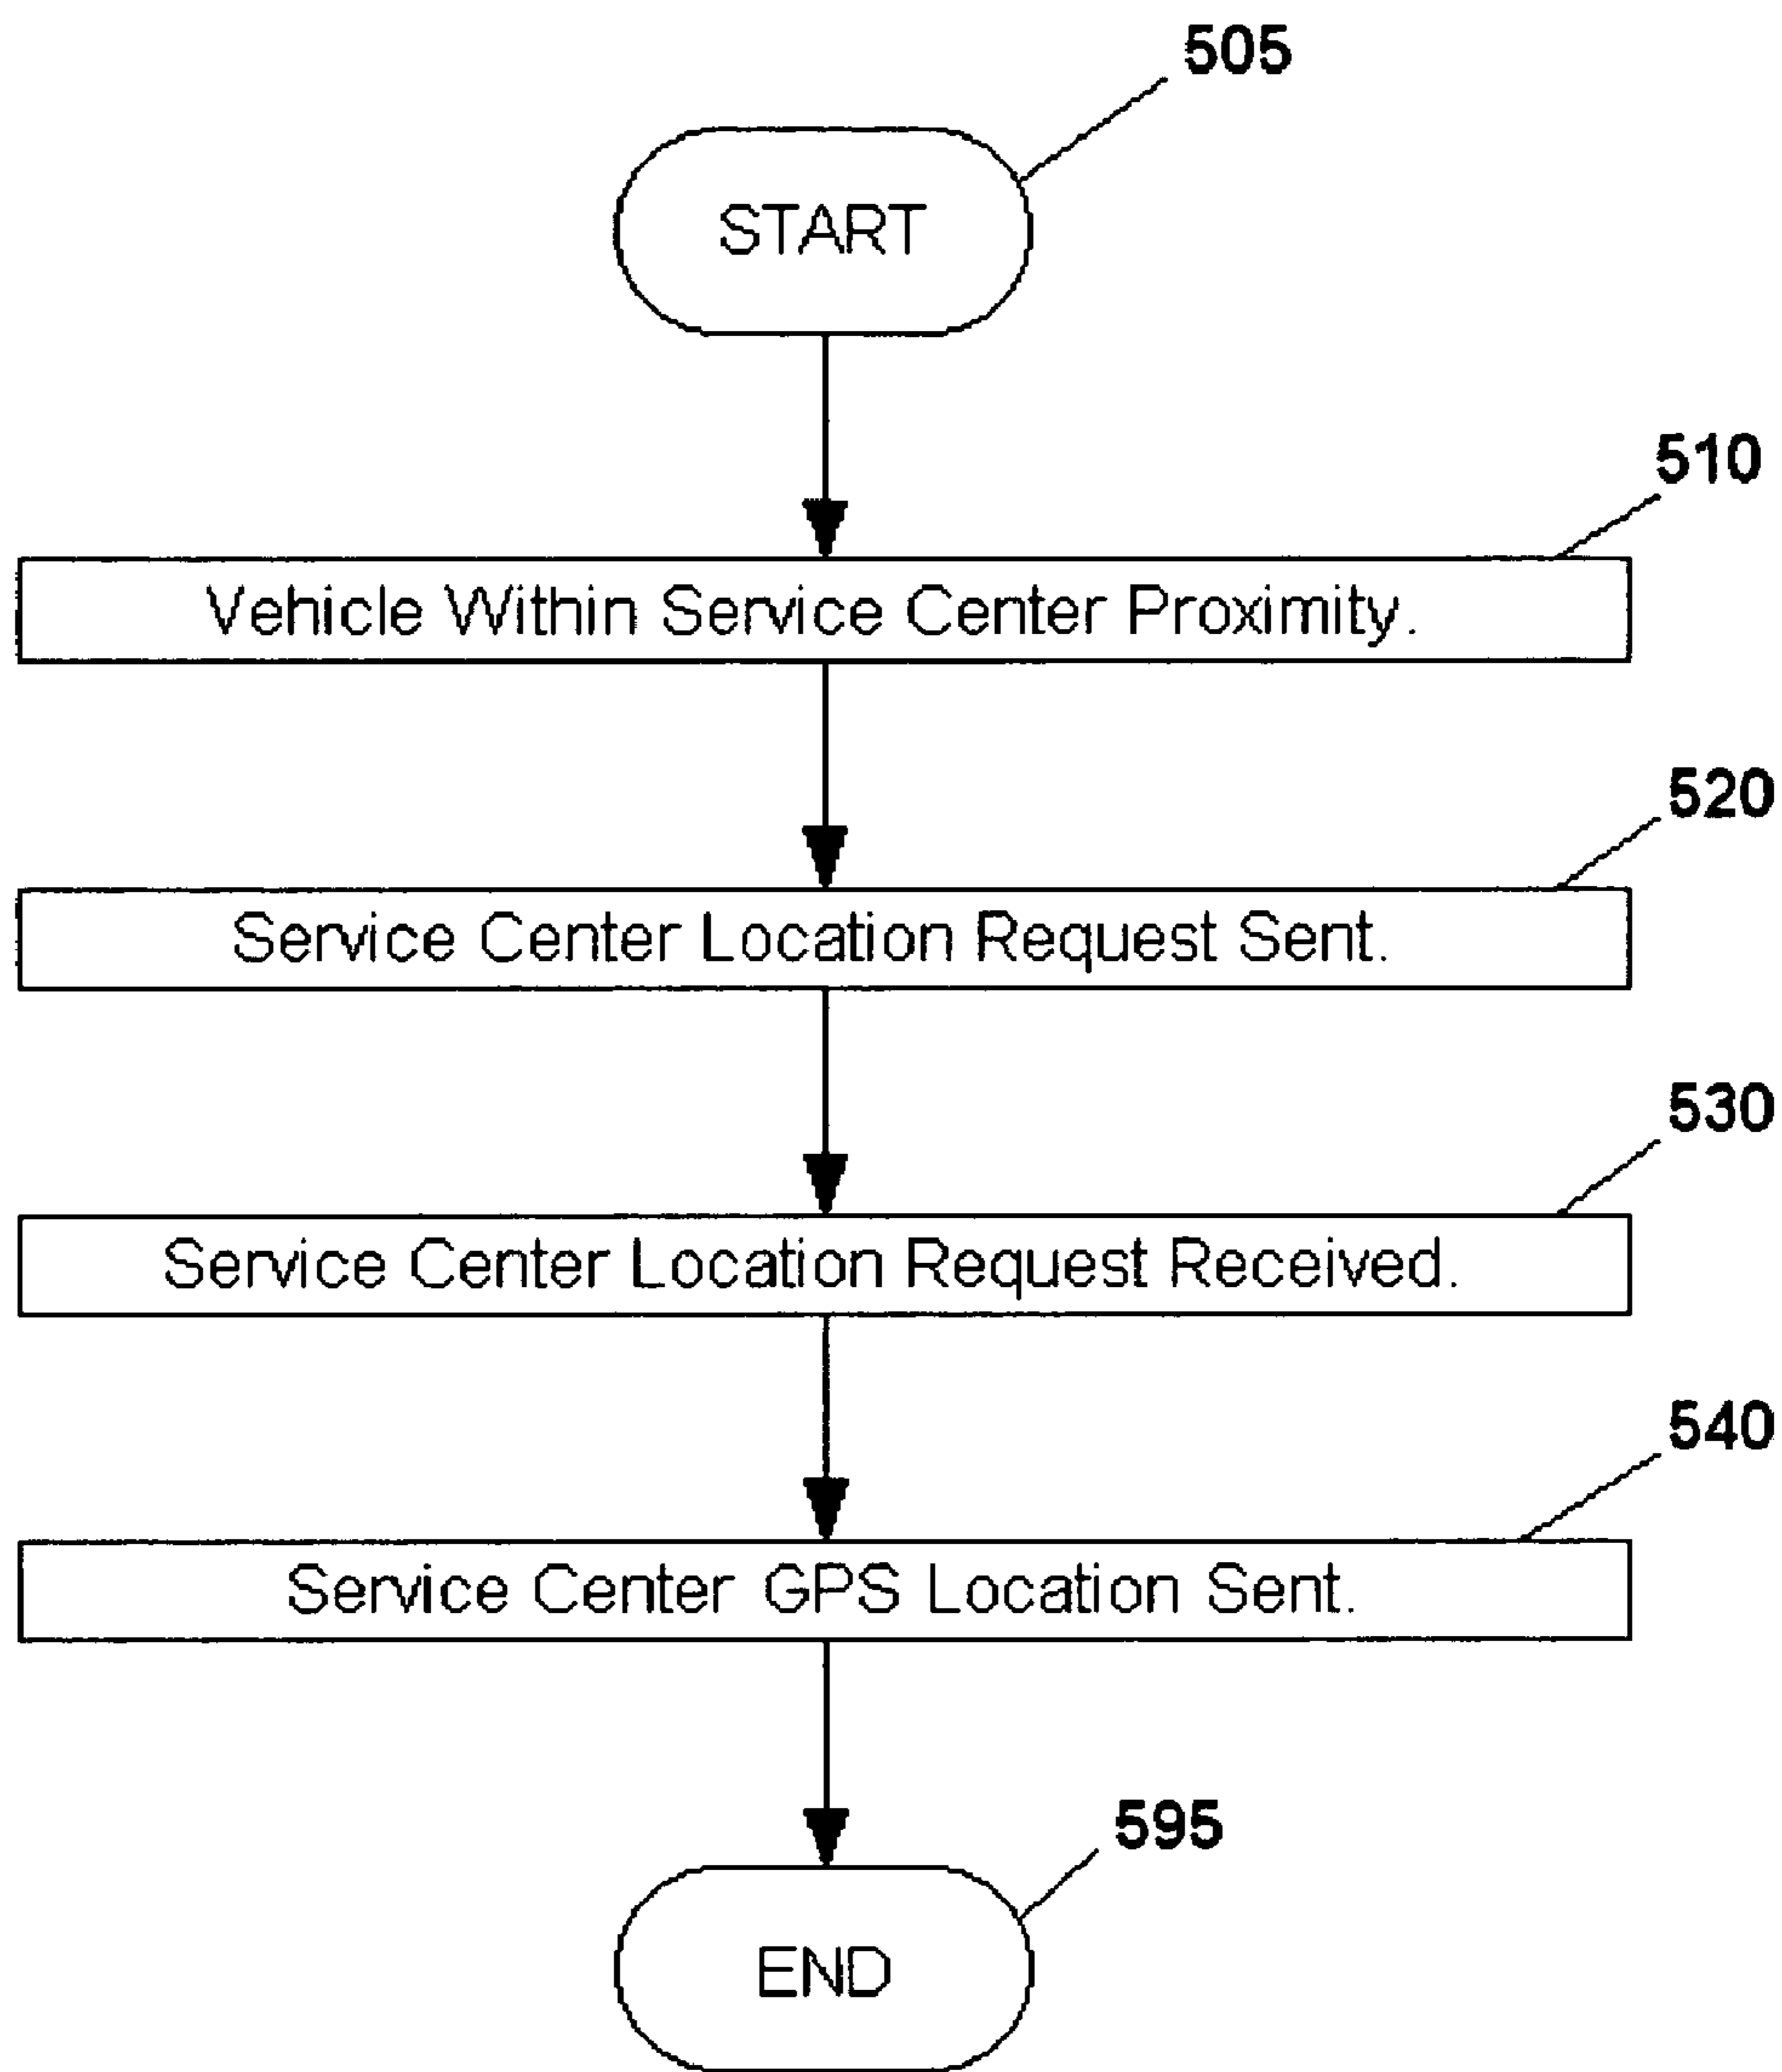 505
START
510
Vehicle Within Service Center Proximity.
520
Service Center Location Request Sent.
530
Service Center Location Request Received.
540
Service Center GPS Location Sent.
595
END